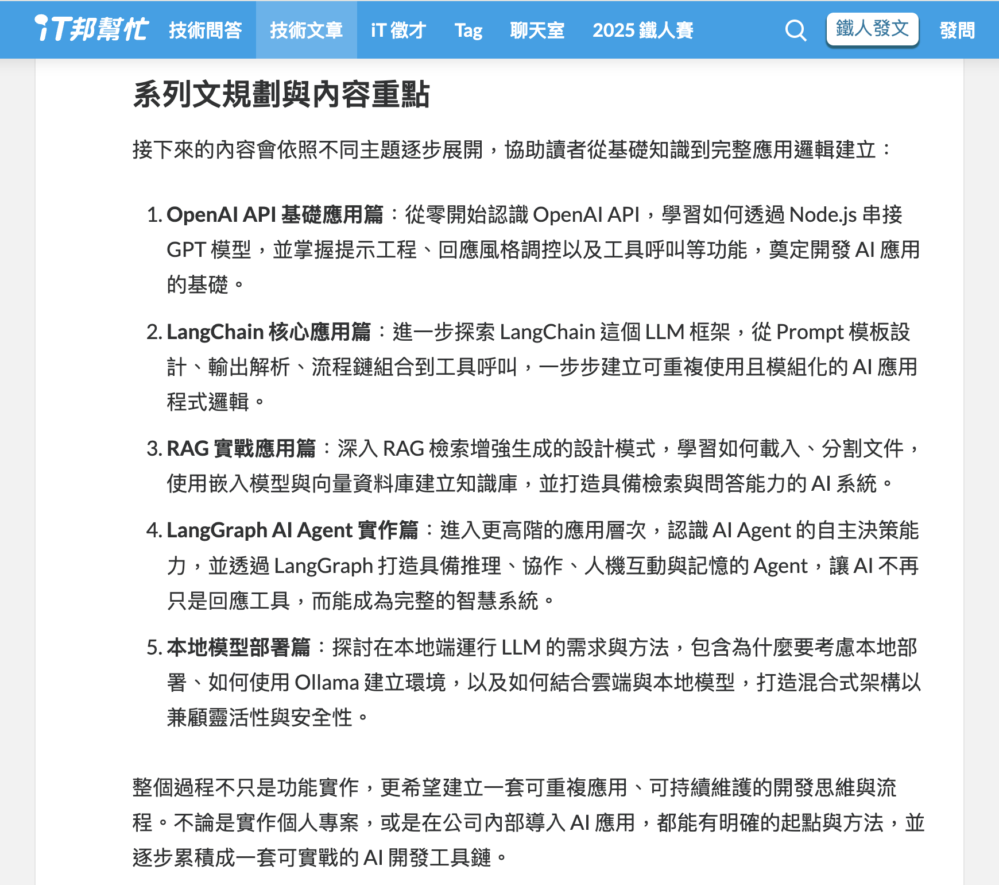 iT邦幫忙 技術問答 技術文章 iT 徵才 Tag 聊天室 2025 鐵人賽 鐵人發文 發問
系列文規劃與內容重點
接下來的內容會依照不同主題逐步展開，協助讀者從基礎知識到完整應用邏輯建立：
1. OpenAI API 基礎應用篇：從零開始認識 OpenAI API，學習如何透過 Node.js 串接
GPT 模型，並掌握提示工程、回應風格調控以及工具呼叫等功能，奠定開發 AI 應用
的基礎。
2. LangChain 核心應用篇：進一步探索 LangChain 這個 LLM 框架，從 Prompt 模板設
計、輸出解析、流程鏈組合到工具呼叫，一步步建立可重複使用且模組化的 AI 應用
程式邏輯。
3. RAG 實戰應用篇：深入 RAG 檢索增強生成的設計模式，學習如何載入、分割文件，
使用嵌入模型與向量資料庫建立知識庫，並打造具備檢索與問答能力的 AI 系統。
4. LangGraph AI Agent 實作篇：進入更高階的應用層次，認識 AI Agent 的自主決策能
力，並透過 LangGraph 打造具備推理、協作、人機互動與記憶的 Agent，讓 AI 不再
只是回應工具，而能成為完整的智慧系統。
5. 本地模型部署篇：探討在本地端運行 LLM 的需求與方法，包含為什麼要考慮本地部
署、如何使用 Ollama 建立環境，以及如何結合雲端與本地模型，打造混合式架構以
兼顧靈活性與安全性。
整個過程不只是功能實作，更希望建立一套可重複應用、可持續維護的開發思維與流
程。不論是實作個人專案，或是在公司內部導入 AI 應用，都能有明確的起點與方法，並
逐步累積成一套可實戰的 AI 開發工具鏈。